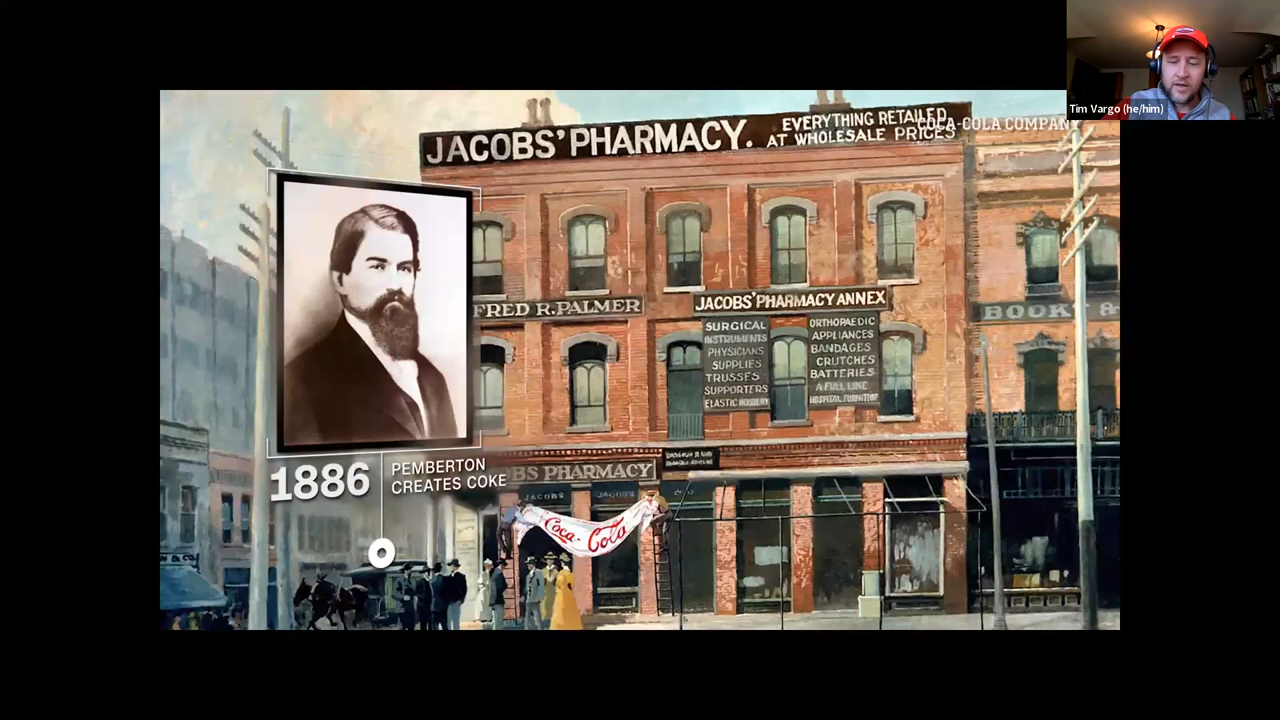 Tim Vargo (he/him)
JACOBS' PHARMACY.
EVERYTHING RETAILED
AT WHOLESALE PRICES
COCA-COLA COMPANY
FRED R. PALMER
JACOBS' PHARMACY ANNEX
BOOKS &
SURGICAL
INSTRUMENTS
PHYSICIANS
SUPPLIES
TRUSSES
SUPPORTERS
ELASTIC HOSIERY
ORTHOPAEDIC
APPLIANCES
BANDAGES
CRUTCHES
BATTERIES
A FULL LINE
HOSPITAL FURNITURE
1886
PEMBERTON
CREATES COKE
BS PHARMACY
JACOBS
JACOBS
Coca-Cola
N & CO